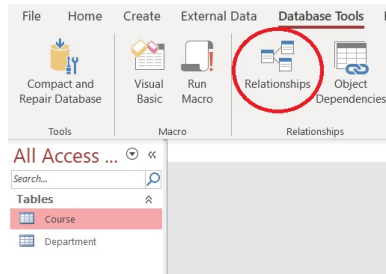 File Home Create External Data Database Tools
Compact and Repair Database
Visual Basic
Run Macro
Relationships
Object Dependencies
Tools Macro Relationships
All Access ...
Search...
Tables
Course
Department